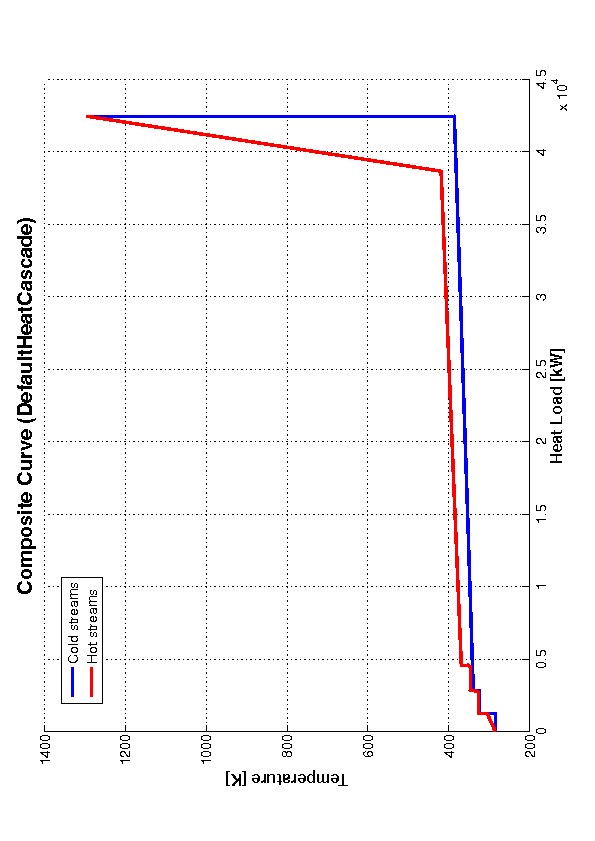 Composite Curve (DefaultHeatCascade)
Cold streams
Hot streams
1400
1200
1000
800
600
400
200
Temperature [K]
0
0.5
1
1.5
2
2.5
3
3.5
4
4.5
x 10^4
Heat Load [kW]